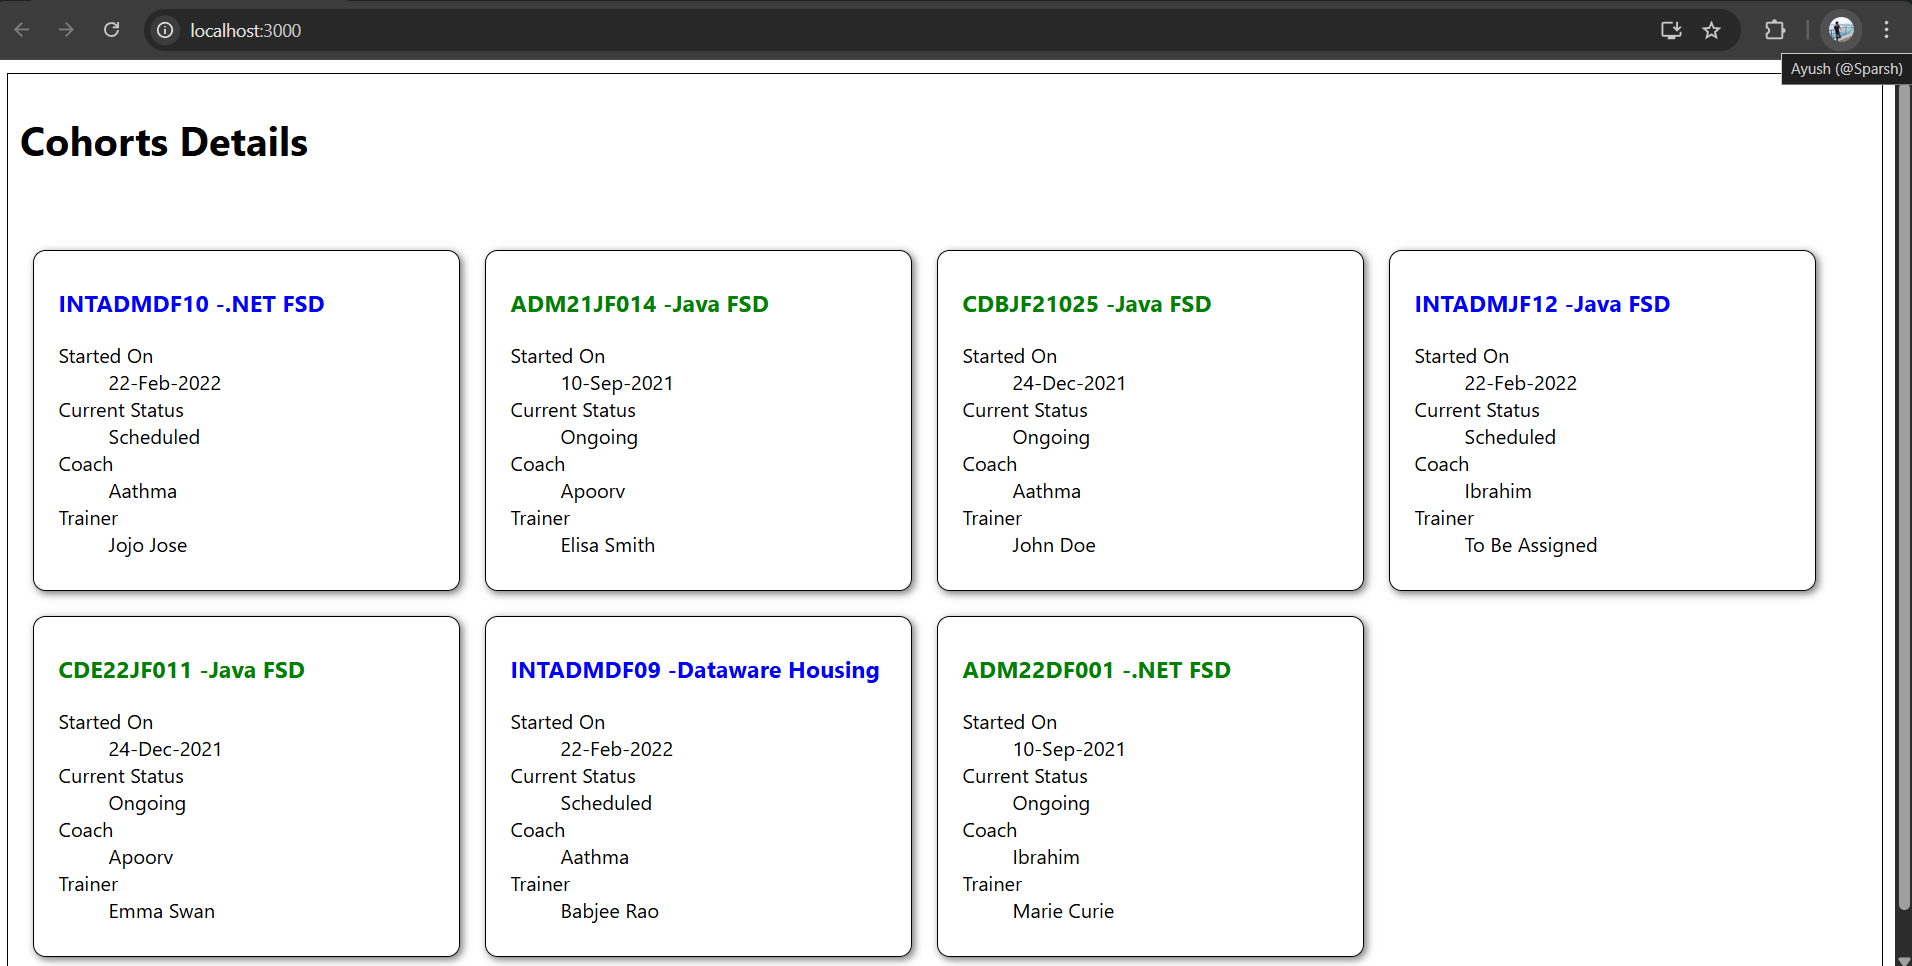 localhost:3000
Ayush (@Sparsh)
Cohorts Details
INTADMDF10 -.NET FSD
Started On
22-Feb-2022
Current Status
Scheduled
Coach
Aathma
Trainer
Jojo Jose
ADM21JF014 -Java FSD
Started On
10-Sep-2021
Current Status
Ongoing
Coach
Apoorv
Trainer
Elisa Smith
CDBJF21025 -Java FSD
Started On
24-Dec-2021
Current Status
Ongoing
Coach
Aathma
Trainer
John Doe
INTADMJF12 -Java FSD
Started On
22-Feb-2022
Current Status
Scheduled
Coach
Ibrahim
Trainer
To Be Assigned
CDE22JF011 -Java FSD
Started On
24-Dec-2021
Current Status
Ongoing
Coach
Apoorv
Trainer
Emma Swan
INTADMDF09 -Dataware Housing
Started On
22-Feb-2022
Current Status
Scheduled
Coach
Aathma
Trainer
Babjee Rao
ADM22DF001 -.NET FSD
Started On
10-Sep-2021
Current Status
Ongoing
Coach
Ibrahim
Trainer
Marie Curie